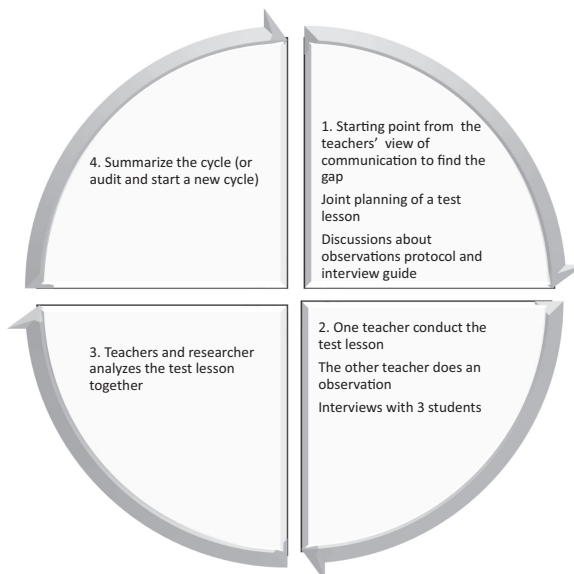 1. Starting point from the
teachers' view of
communication to find the
gap
Joint planning of a test
lesson
Discussions about
observations protocol and
interview guide
2. One teacher conduct the
test lesson
The other teacher does an
observation
Interviews with 3 students
3. Teachers and researcher
analyzes the test lesson
together
4. Summarize the cycle (or
audit and start a new cycle)